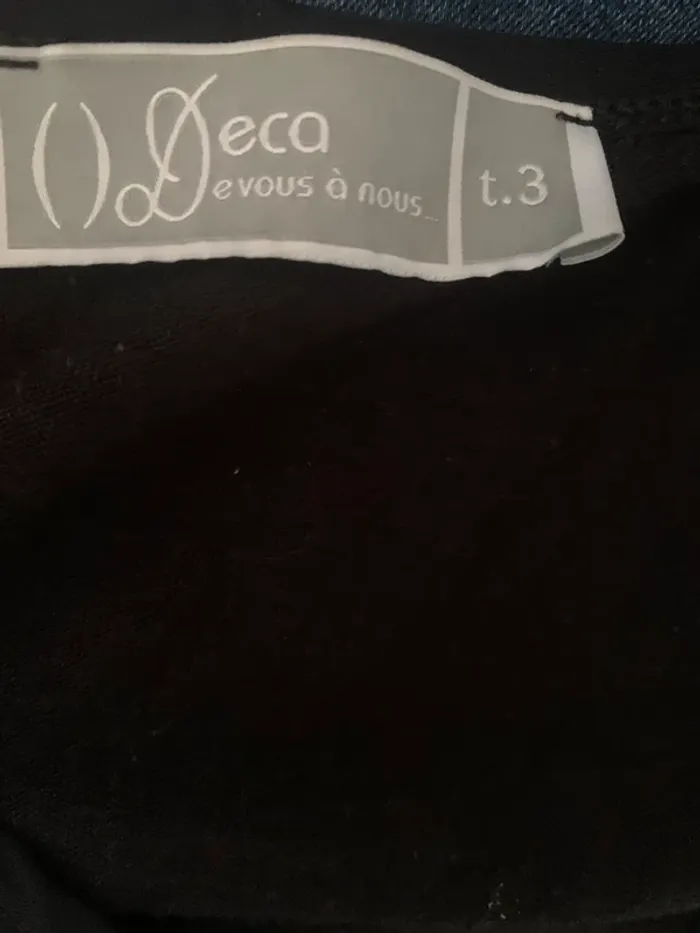 () Deca
De vous à nous...
t.3